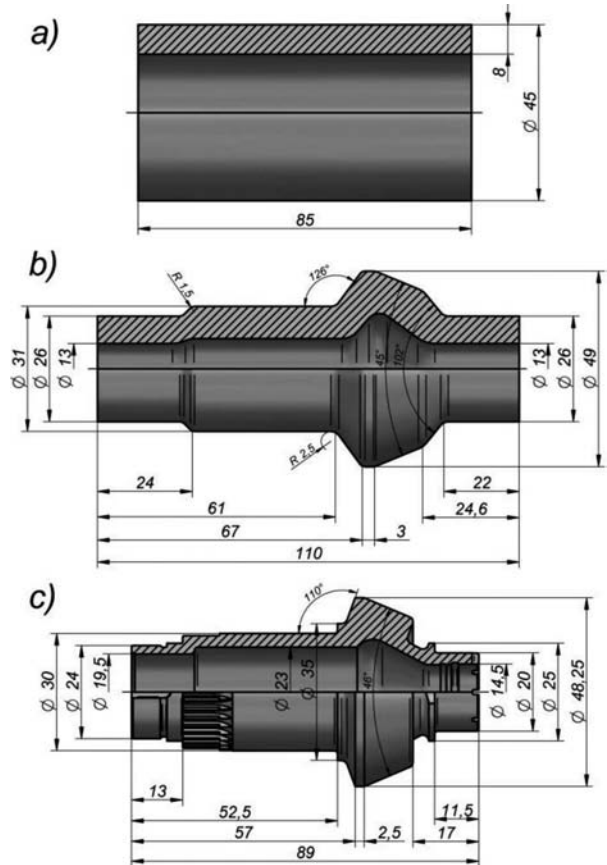 a)
8
Ø 45
85
b)
R 1,5
126°
Ø 31
Ø 26
Ø 13
45°
102°
Ø 13
Ø 26
Ø 49
R 2,5
24
22
61
24,6
67
3
110
c)
110°
Ø 30
Ø 24
Ø 19,5
Ø 23
Ø 35
46°
Ø 14,5
Ø 20
Ø 25
Ø 48,25
13
11,5
52,5
57
2,5
17
89